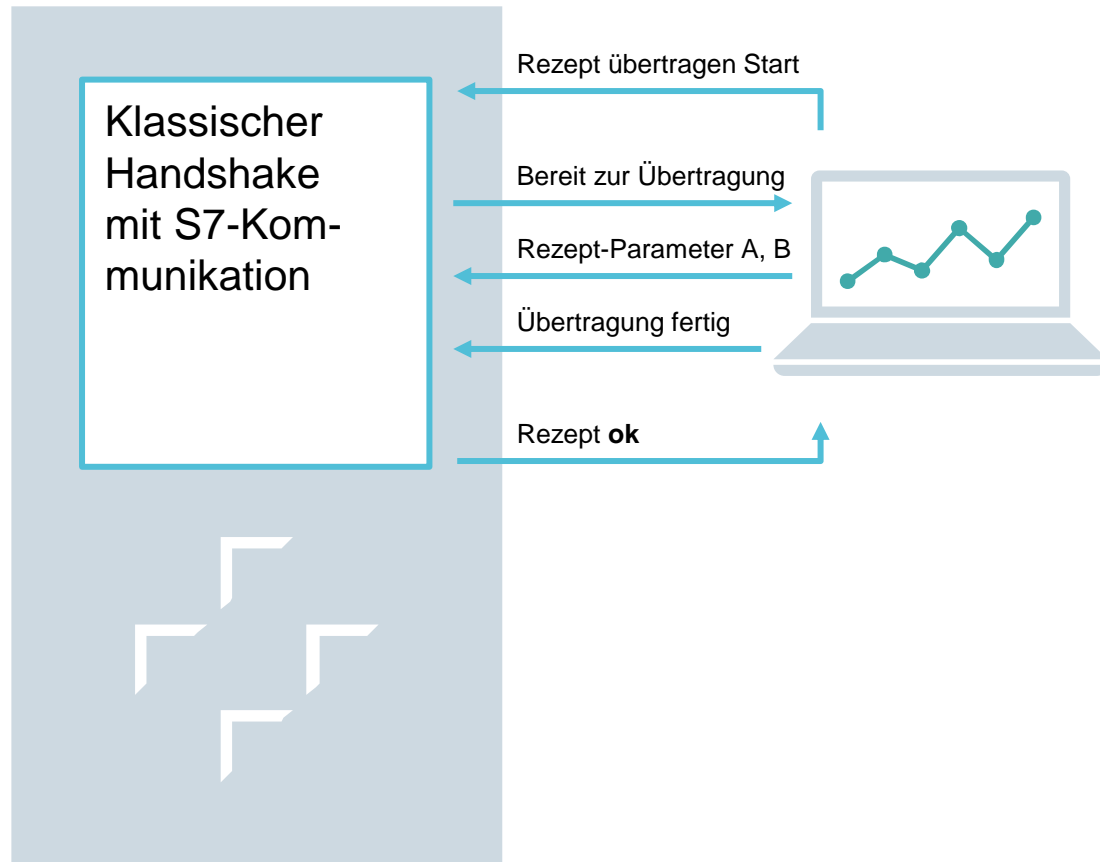 Rezept übertragen Start
Klassischer
Handshake
mit S7-Kom-
munikation
Bereit zur Übertragung
Rezept-Parameter A, B
Übertragung fertig
Rezept ok